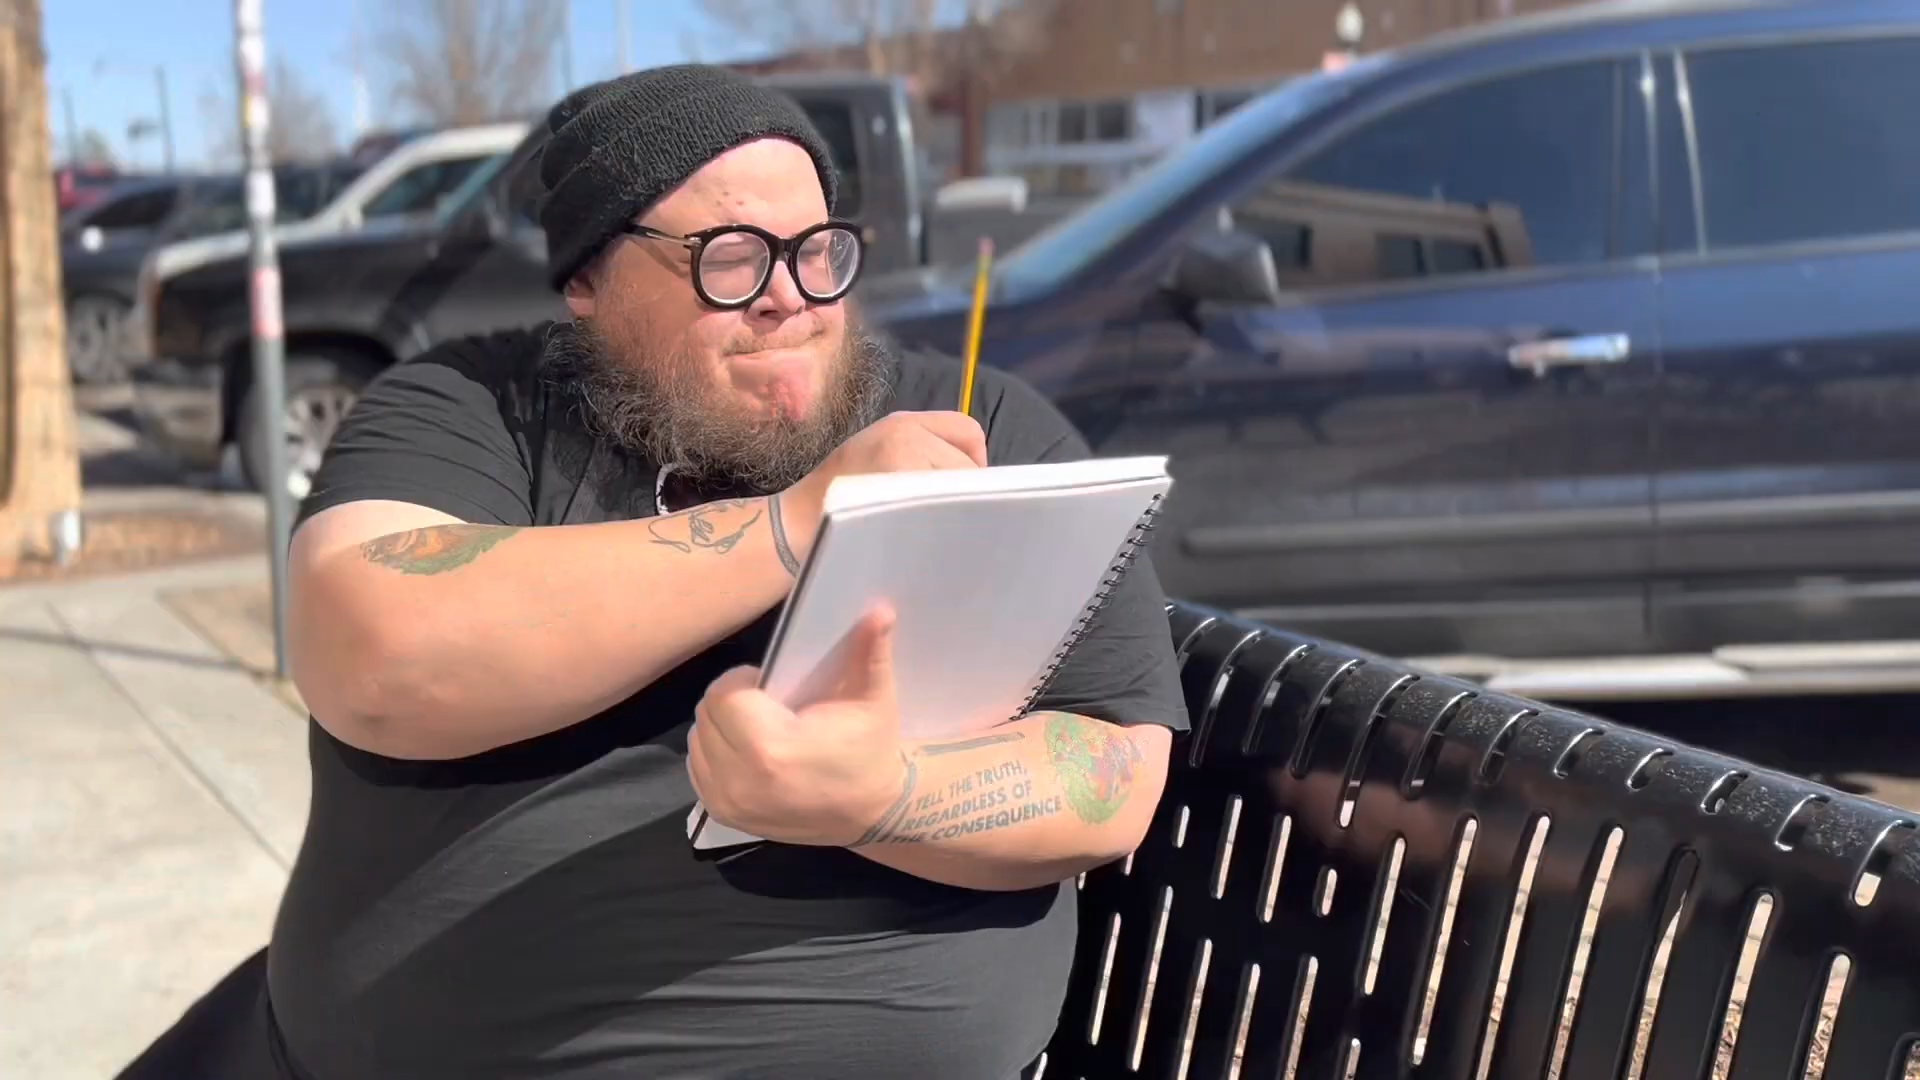 TELL THE TRUTH,
REGARDLESS OF
THE CONSEQUENCE